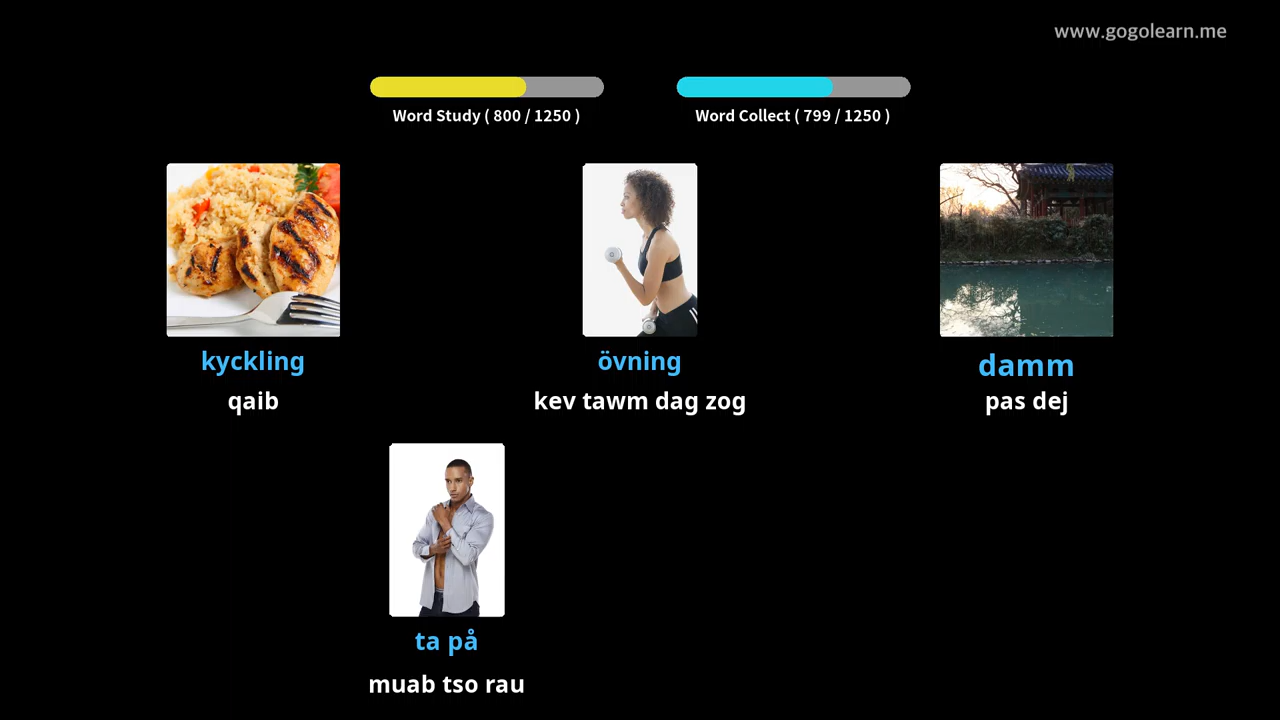 www.gogolearn.me
Word Study ( 800 / 1250 )
Word Collect ( 799 / 1250 )
kyckling
qaib
övning
kev tawm dag zog
damm
pas dej
ta på
muab tso rau